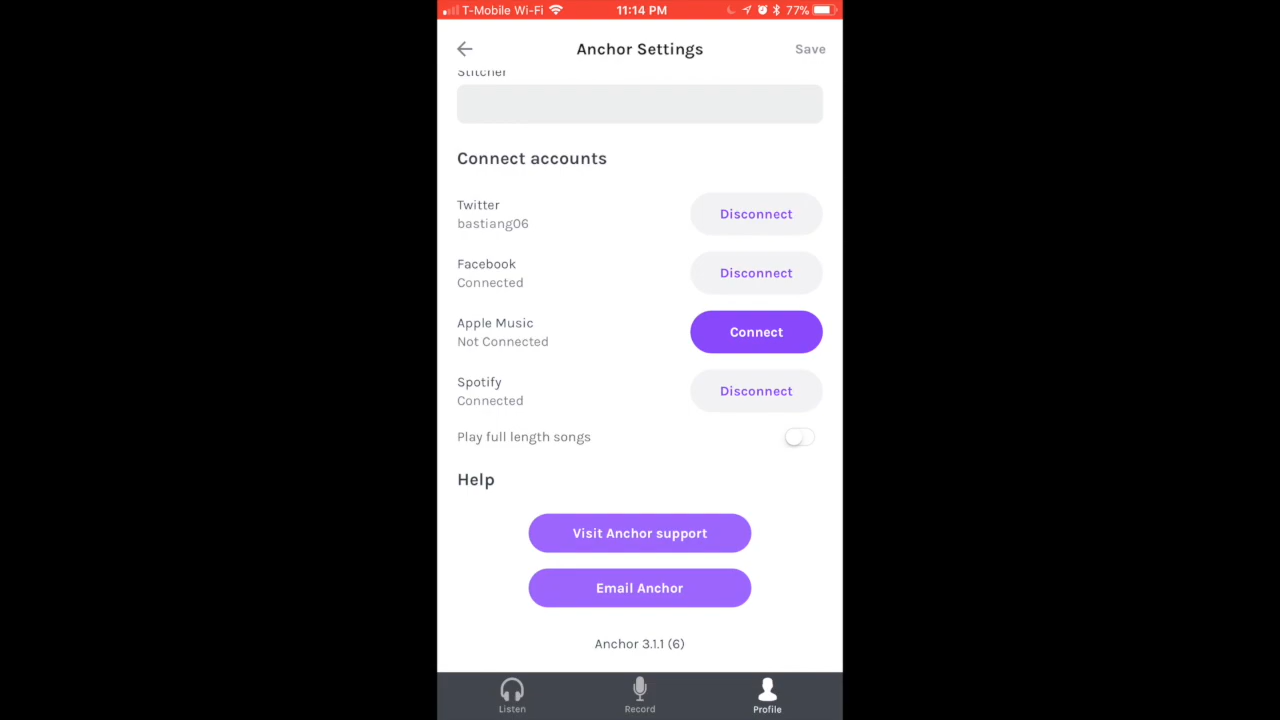 T-Mobile Wi-Fi 11:14 PM 77%
Anchor Settings Save
Stitcher
Connect accounts
Twitter
bastiang06
Disconnect
Facebook
Connected
Disconnect
Apple Music
Not Connected
Connect
Spotify
Connected
Disconnect
Play full length songs
Help
Visit Anchor support
Email Anchor
Anchor 3.1.1 (6)
Listen Record Profile